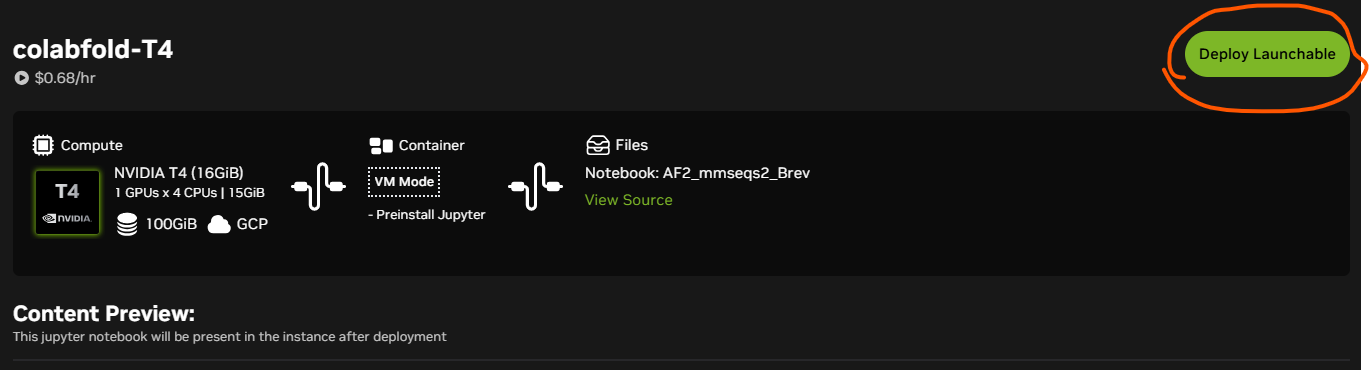 colabfold-T4
$0.68/hr
Deploy Launchable
Compute
T4
NVIDIA.
NVIDIA T4 (16GiB)
1 GPUs x 4 CPUs | 15GiB
100GiB
GCP
Container
VM Mode
- Preinstall Jupyter
Files
Notebook: AF2_mmseqs2_Brev
View Source
Content Preview:
This jupyter notebook will be present in the instance after deployment